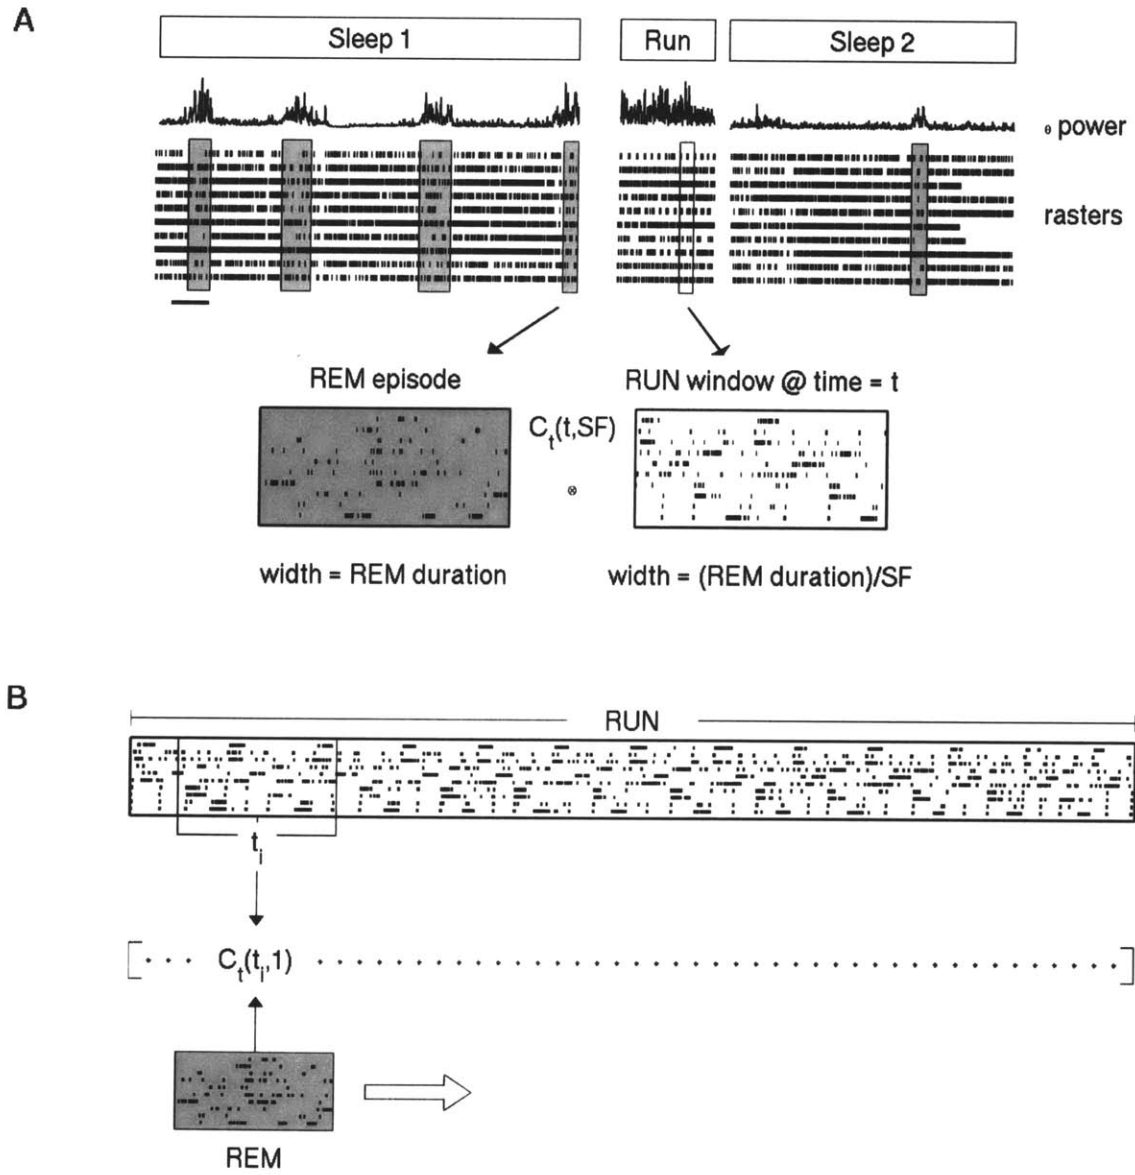 A
Sleep 1 Run Sleep 2
θ power
rasters
REM episode RUN window @ time = t
C_t(t,SF)
⊗
width = REM duration width = (REM duration)/SF
B
RUN
t_i
[ C_t(t_i,1) ]
REM